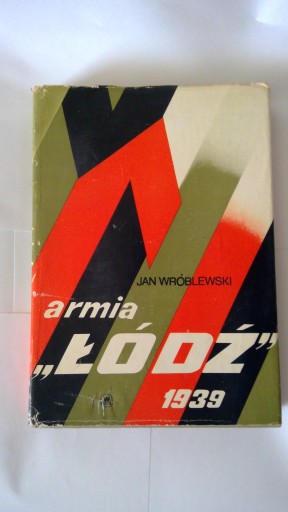 JAN WRÓBLEWSKI
armia
„ŁÓDŹ”
1939